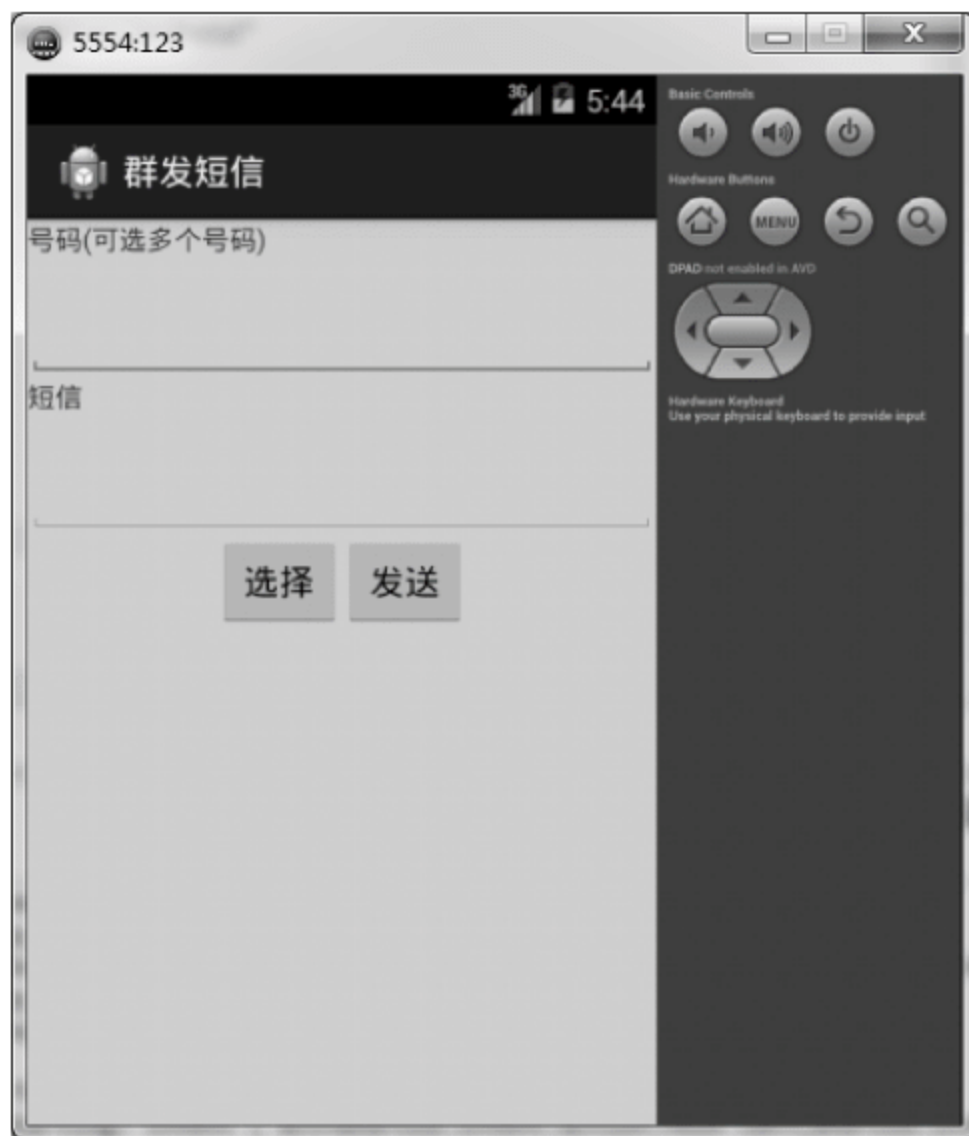 5554:123
3G 5:44
群发短信
号码(可选多个号码)
短信
选择 发送
Basic Controls
Hardware Buttons
MENU
DPAD not enabled in AVD
Hardware Keyboard
Use your physical keyboard to provide input